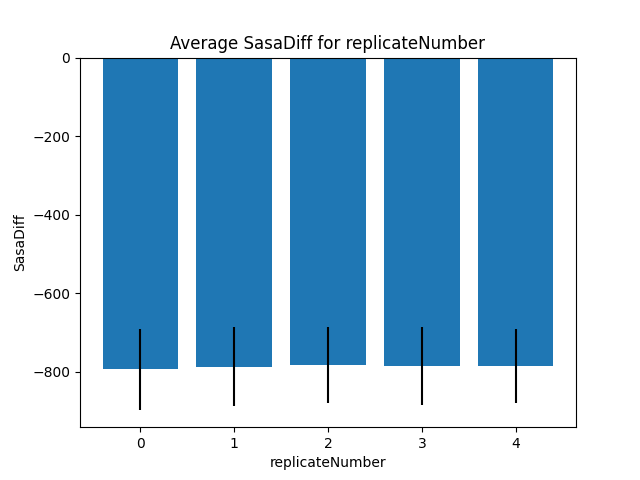 Average SasaDiff for replicateNumber
0
−200
−400
−600
−800
SasaDiff
0 1 2 3 4
replicateNumber